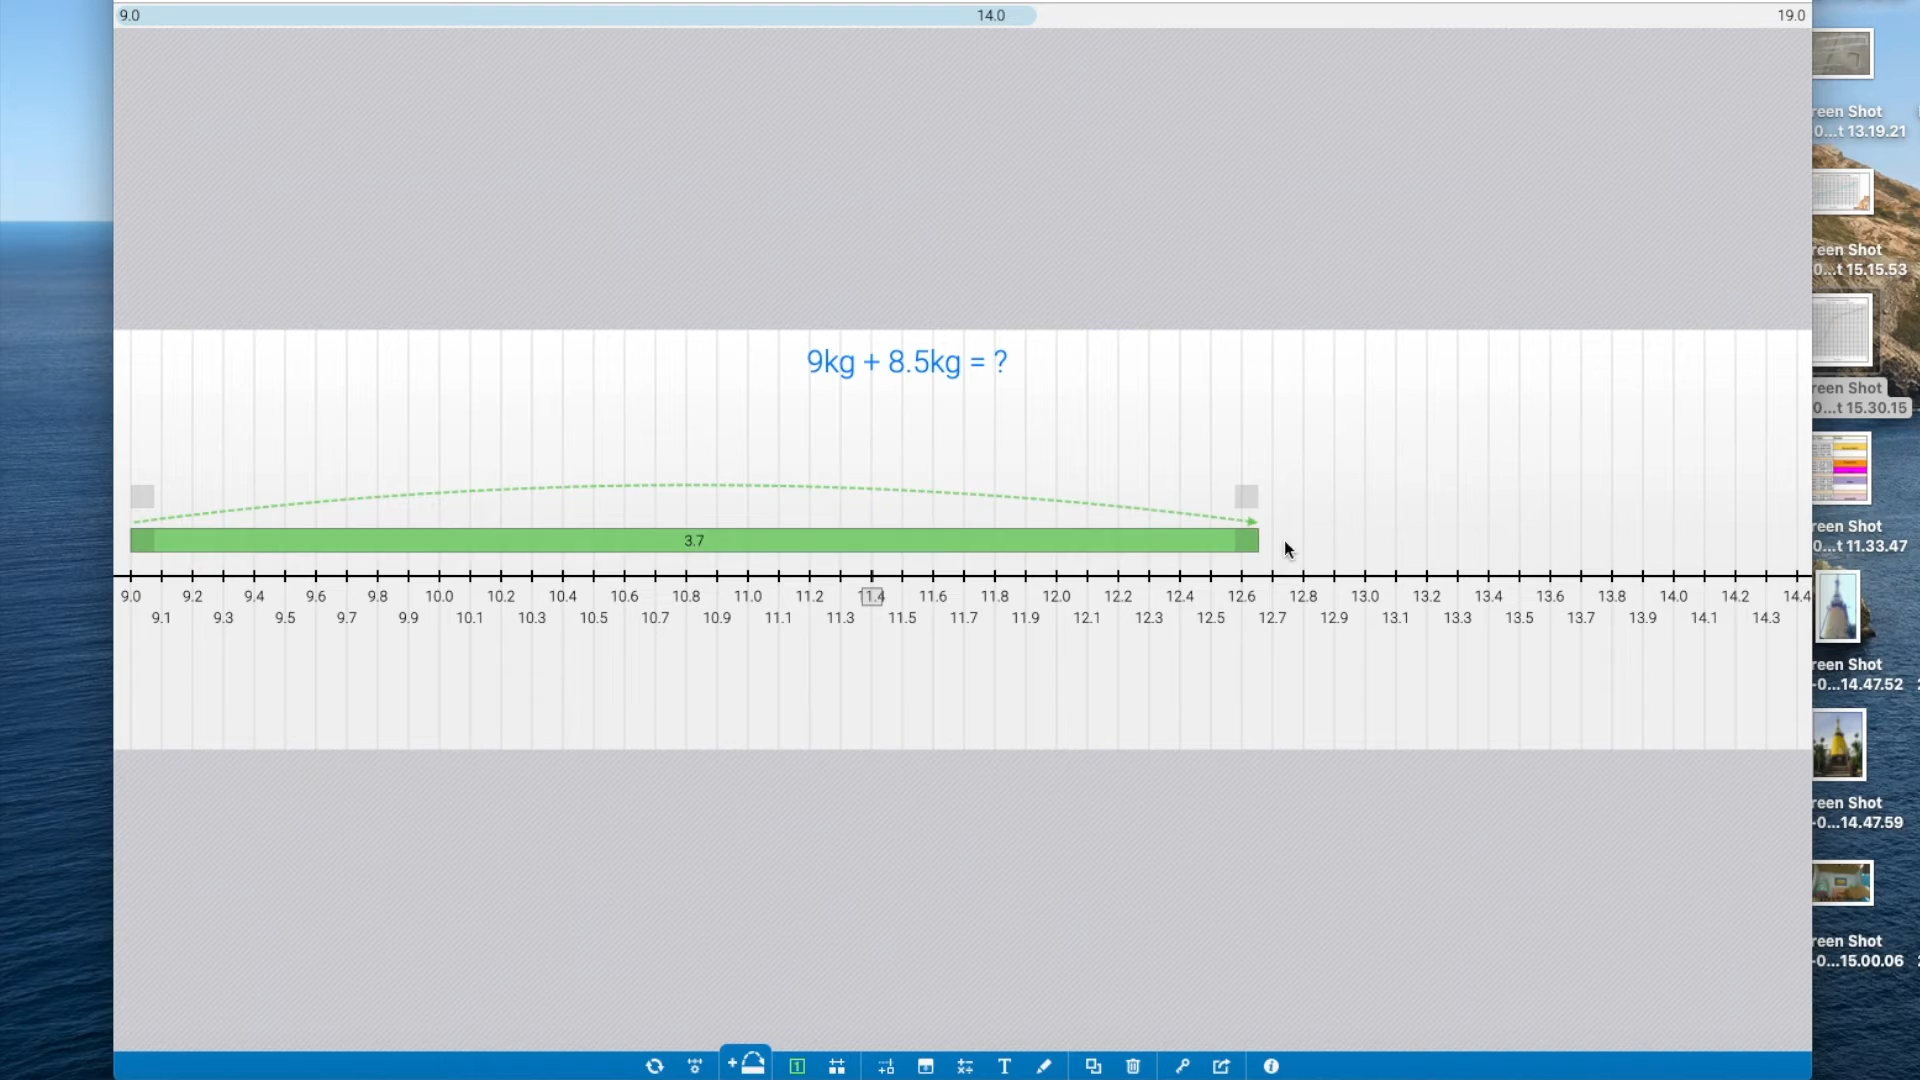 9.0 14.0 19.0
9kg + 8.5kg = ?
3.7
9.0 9.2 9.4 9.6 9.8 10.0 10.2 10.4 10.6 10.8 11.0 11.2 11.4 11.6 11.8 12.0 12.2 12.4 12.6 12.8 13.0 13.2 13.4 13.6 13.8 14.0 14.2 14.4
9.1 9.3 9.5 9.7 9.9 10.1 10.3 10.5 10.7 10.9 11.1 11.3 11.5 11.7 11.9 12.1 12.3 12.5 12.7 12.9 13.1 13.3 13.5 13.7 13.9 14.1 14.3
1
T
reen Shot
0...t 13.19.21
reen Shot
0...t 15.15.53
reen Shot
0...t 15.30.15
reen Shot
0...t 11.33.47
reen Shot
-0...14.47.52
reen Shot
-0...14.47.59
reen Shot
-0...15.00.06